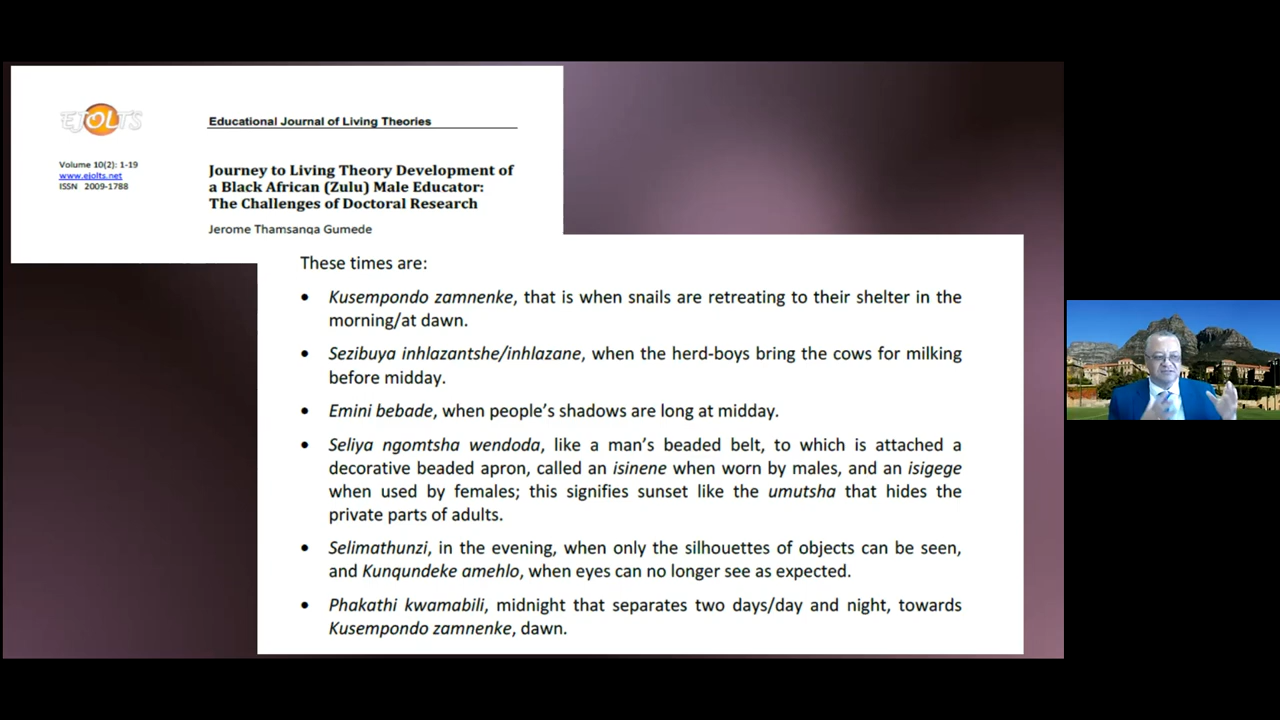 EJOLTS
Educational Journal of Living Theories
Volume 10(2): 1-19
www.ejolts.net
ISSN 2009-1788
Journey to Living Theory Development of
a Black African (Zulu) Male Educator:
The Challenges of Doctoral Research
Jerome Thamsanqa Gumede
These times are:
• Kusempondo zamnenke, that is when snails are retreating to their shelter in the
morning/at dawn.
• Sezibuya inhlazantshe/inhlazane, when the herd-boys bring the cows for milking
before midday.
• Emini bebade, when people's shadows are long at midday.
• Seliya ngomtsha wendoda, like a man's beaded belt, to which is attached a
decorative beaded apron, called an isinene when worn by males, and an isigege
when used by females; this signifies sunset like the umutsha that hides the
private parts of adults.
• Selimathunzi, in the evening, when only the silhouettes of objects can be seen,
and Kunqundeke amehlo, when eyes can no longer see as expected.
• Phakathi kwamabili, midnight that separates two days/day and night, towards
Kusempondo zamnenke, dawn.